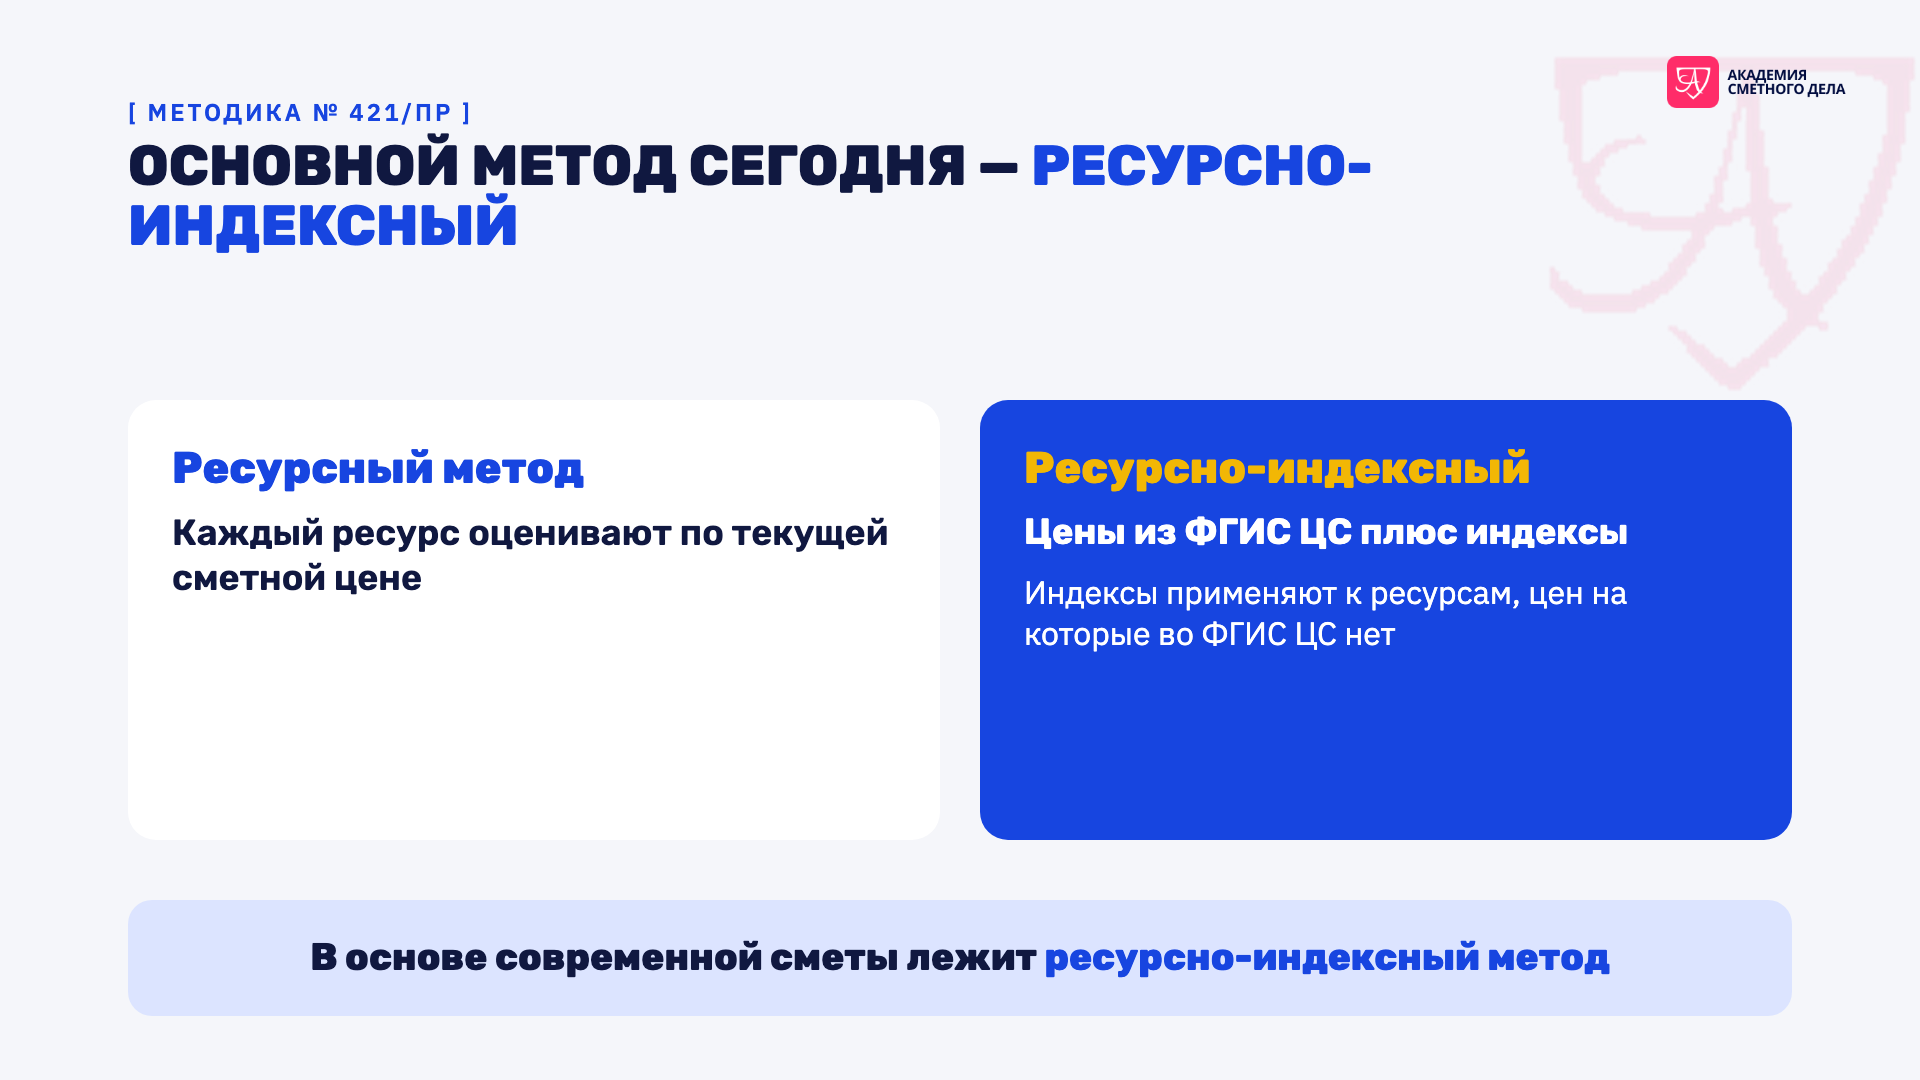 АКАДЕМИЯ
СМЕТНОГО ДЕЛА
[ МЕТОДИКА № 421/ПР ]
ОСНОВНОЙ МЕТОД СЕГОДНЯ — РЕСУРСНО-
ИНДЕКСНЫЙ
Ресурсный метод
Каждый ресурс оценивают по текущей
сметной цене
Ресурсно-индексный
Цены из ФГИС ЦС плюс индексы
Индексы применяют к ресурсам, цен на
которые во ФГИС ЦС нет
В основе современной сметы лежит ресурсно-индексный метод